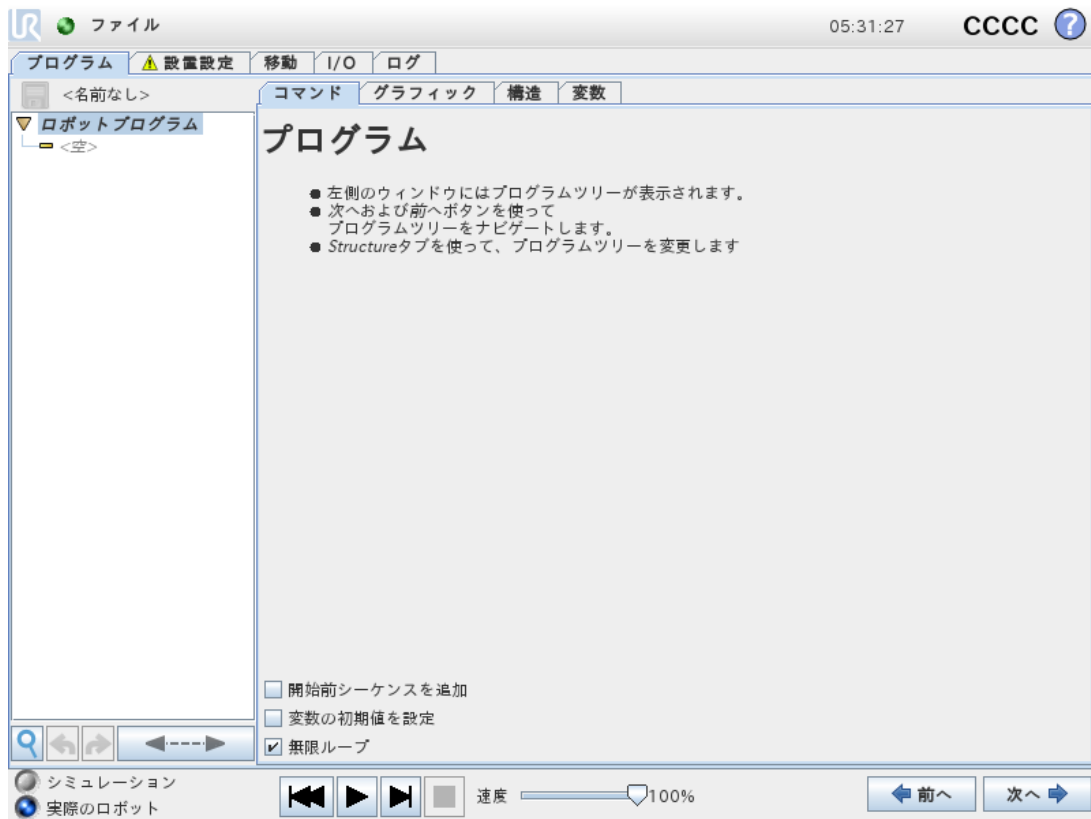 UR ファイル 05:31:27 CCCC ?
プログラム 設置設定 移動 I/O ログ
<名前なし>
コマンド グラフィック 構造 変数
ロボットプログラム
<空>
プログラム
左側のウィンドウにはプログラムツリーが表示されます。
次へおよび前へボタンを使って
プログラムツリーをナビゲートします。
Structureタブを使って、プログラムツリーを変更します
開始前シーケンスを追加
変数の初期値を設定
無限ループ
シミュレーション
実際のロボット
速度 100%
前へ 次へ